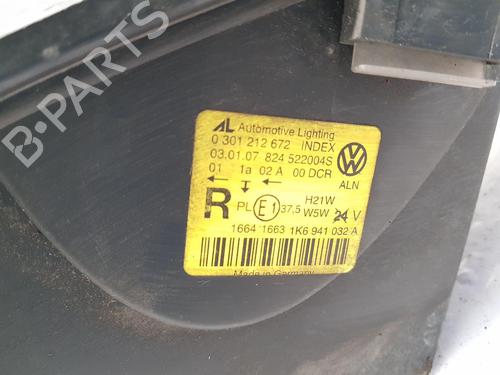 B-PARTS
AL Automotive Lighting
0 301 212 672 INDEX
03.01.07 824 522004S
01 1a 02 A 00 DCR
ALN
R PL E1 37,5 H21W
W5W 24 V
1664 1663 1K6 941 032 A
Made in Germany